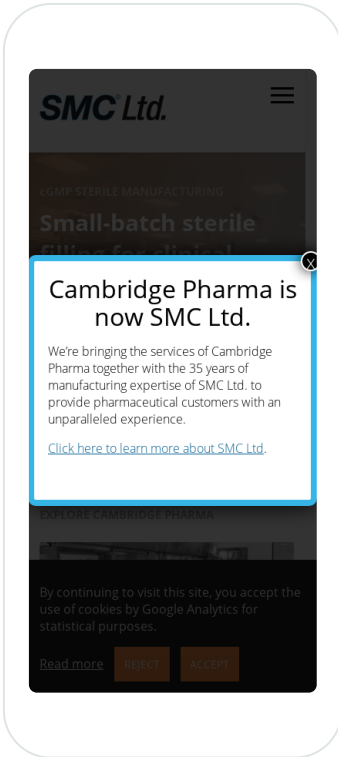 SMC® Ltd.
cGMP STERILE MANUFACTURING
Small-batch sterile
filling for clinical
X
Cambridge Pharma is
now SMC Ltd.
We're bringing the services of Cambridge
Pharma together with the 35 years of
manufacturing expertise of SMC Ltd. to
provide pharmaceutical customers with an
unparalleled experience.
Click here to learn more about SMC Ltd.
EXPLORE CAMBRIDGE PHARMA
By continuing to visit this site, you accept the
use of cookies by Google Analytics for
statistical purposes.
Read more REJECT ACCEPT